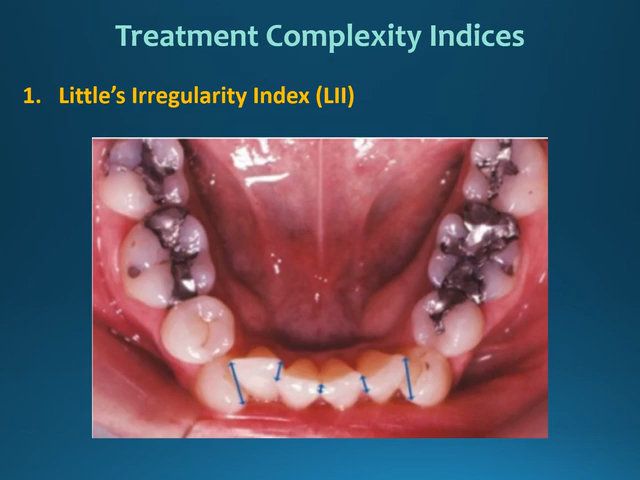 Treatment Complexity Indices
1. Little’s Irregularity Index (LII)